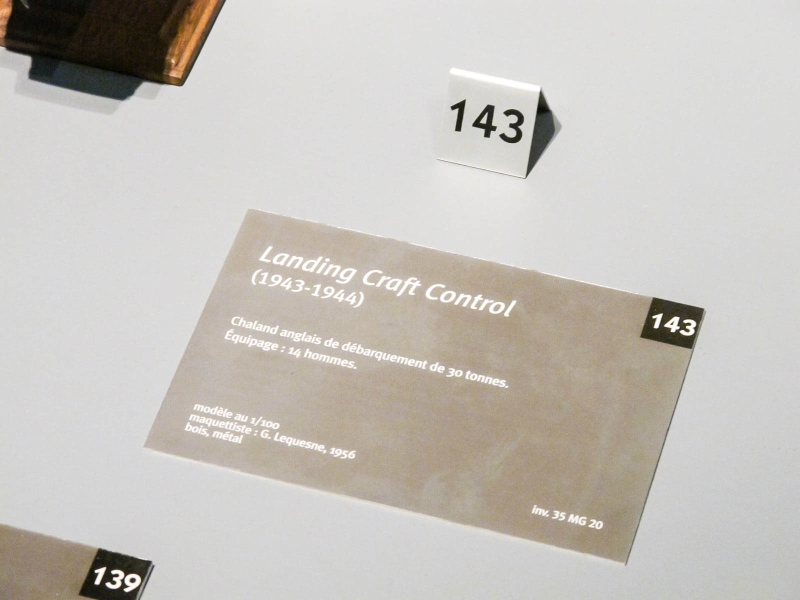 143
Landing Craft Control
(1943-1944)
143
Chaland anglais de débarquement de 30 tonnes.
Équipage : 14 hommes.
modèle au 1/100
maquettiste : G. Lequesne, 1956
bois, métal
inv. 35 MG 20
139